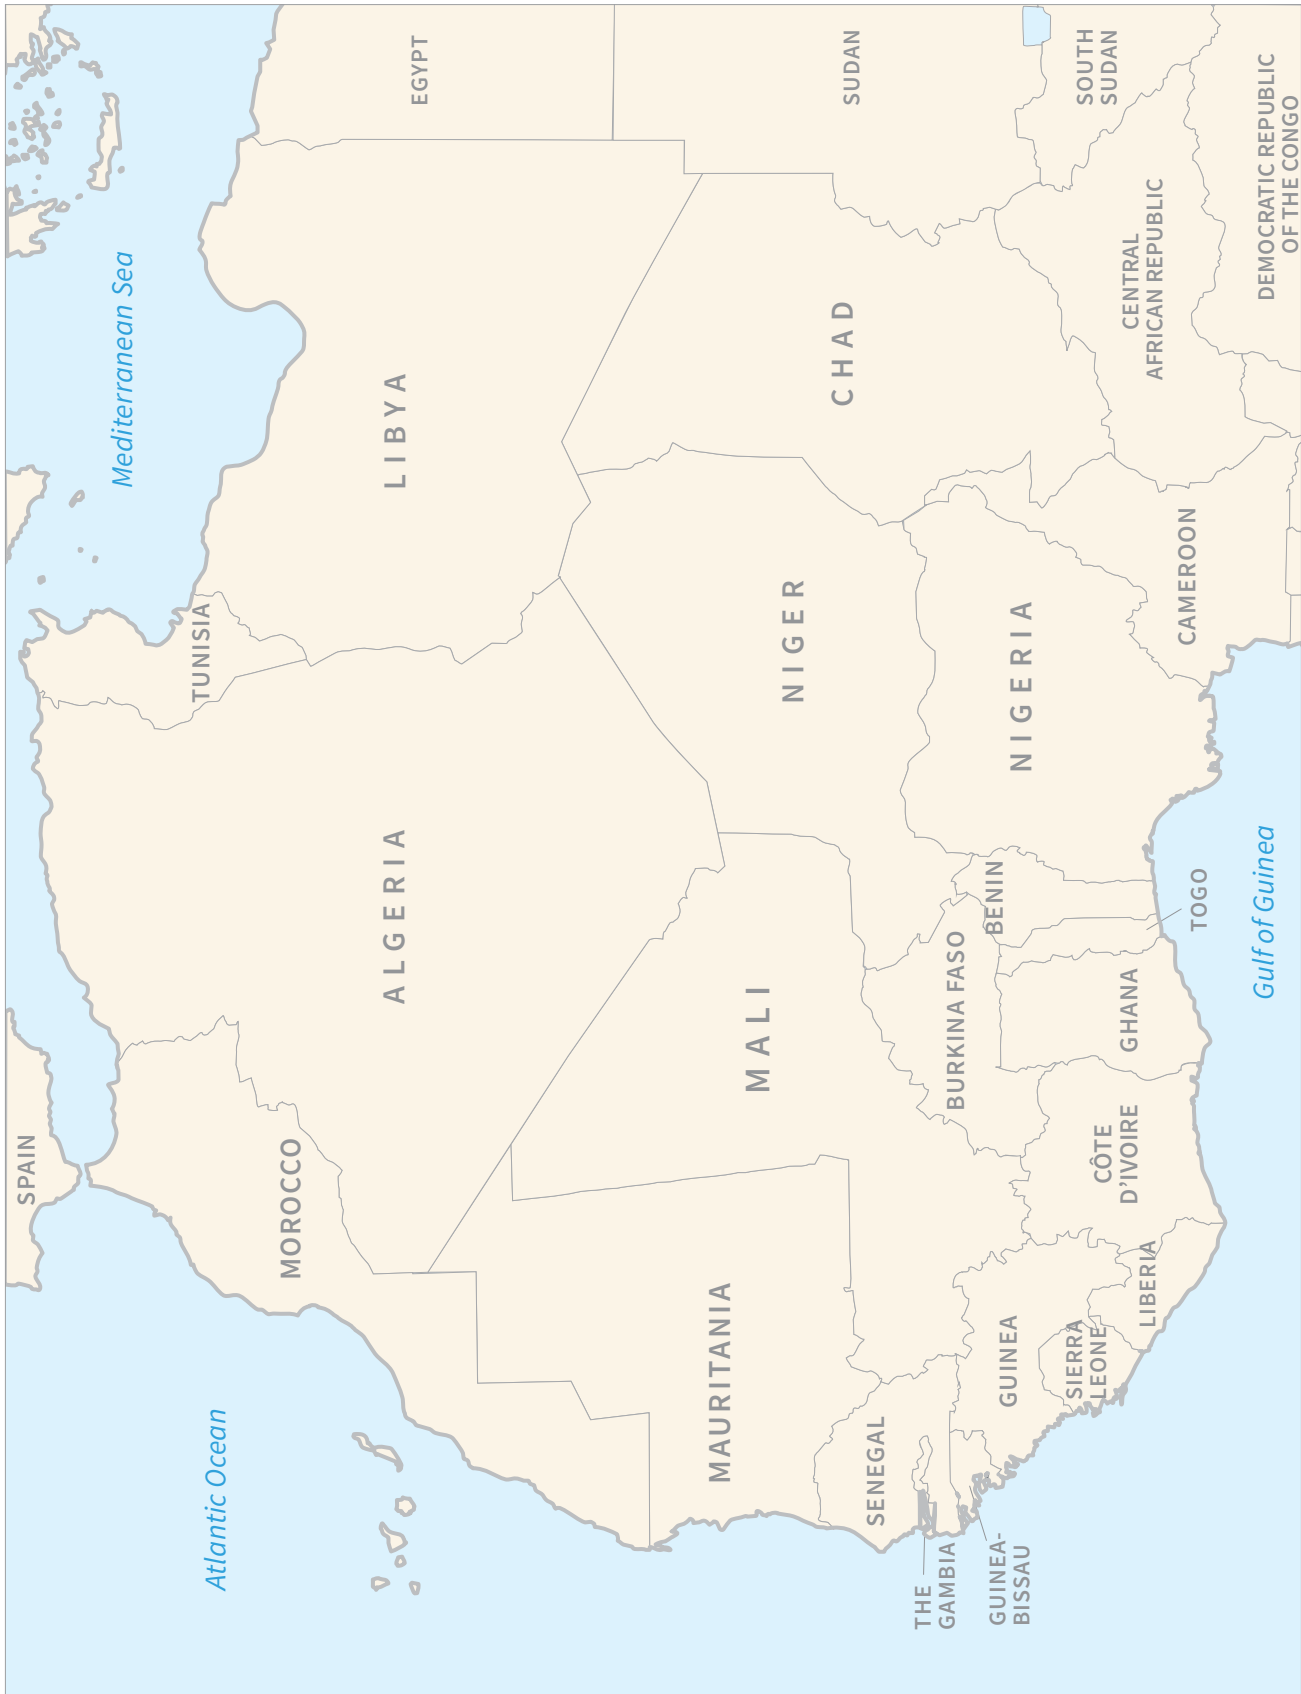 SPAIN
Mediterranean Sea
Atlantic Ocean
MOROCCO
ALGERIA
TUNISIA
LIBYA
EGYPT
MAURITANIA
MALI
NIGER
CHAD
SUDAN
SENEGAL
THE
GAMBIA
GUINEA-
BISSAU
GUINEA
SIERRA
LEONE
LIBERIA
CÔTE
D'IVOIRE
BURKINA FASO
GHANA
TOGO
BENIN
NIGERIA
CAMEROON
CENTRAL
AFRICAN REPUBLIC
SOUTH
SUDAN
DEMOCRATIC REPUBLIC
OF THE CONGO
Gulf of Guinea